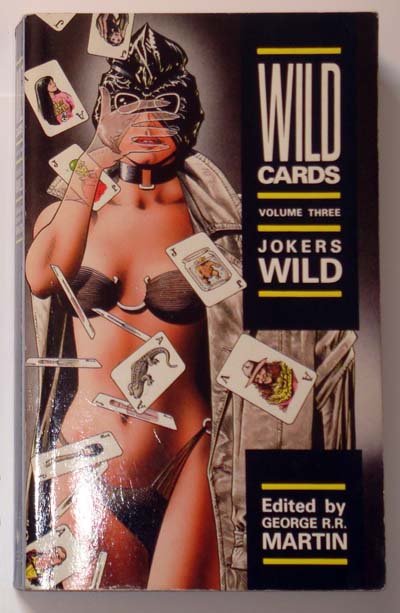 WILD
CARDS
VOLUME THREE
JOKERS
WILD
Edited by
GEORGE R.R.
MARTIN
A
A
J
J
A
A
A
A
A